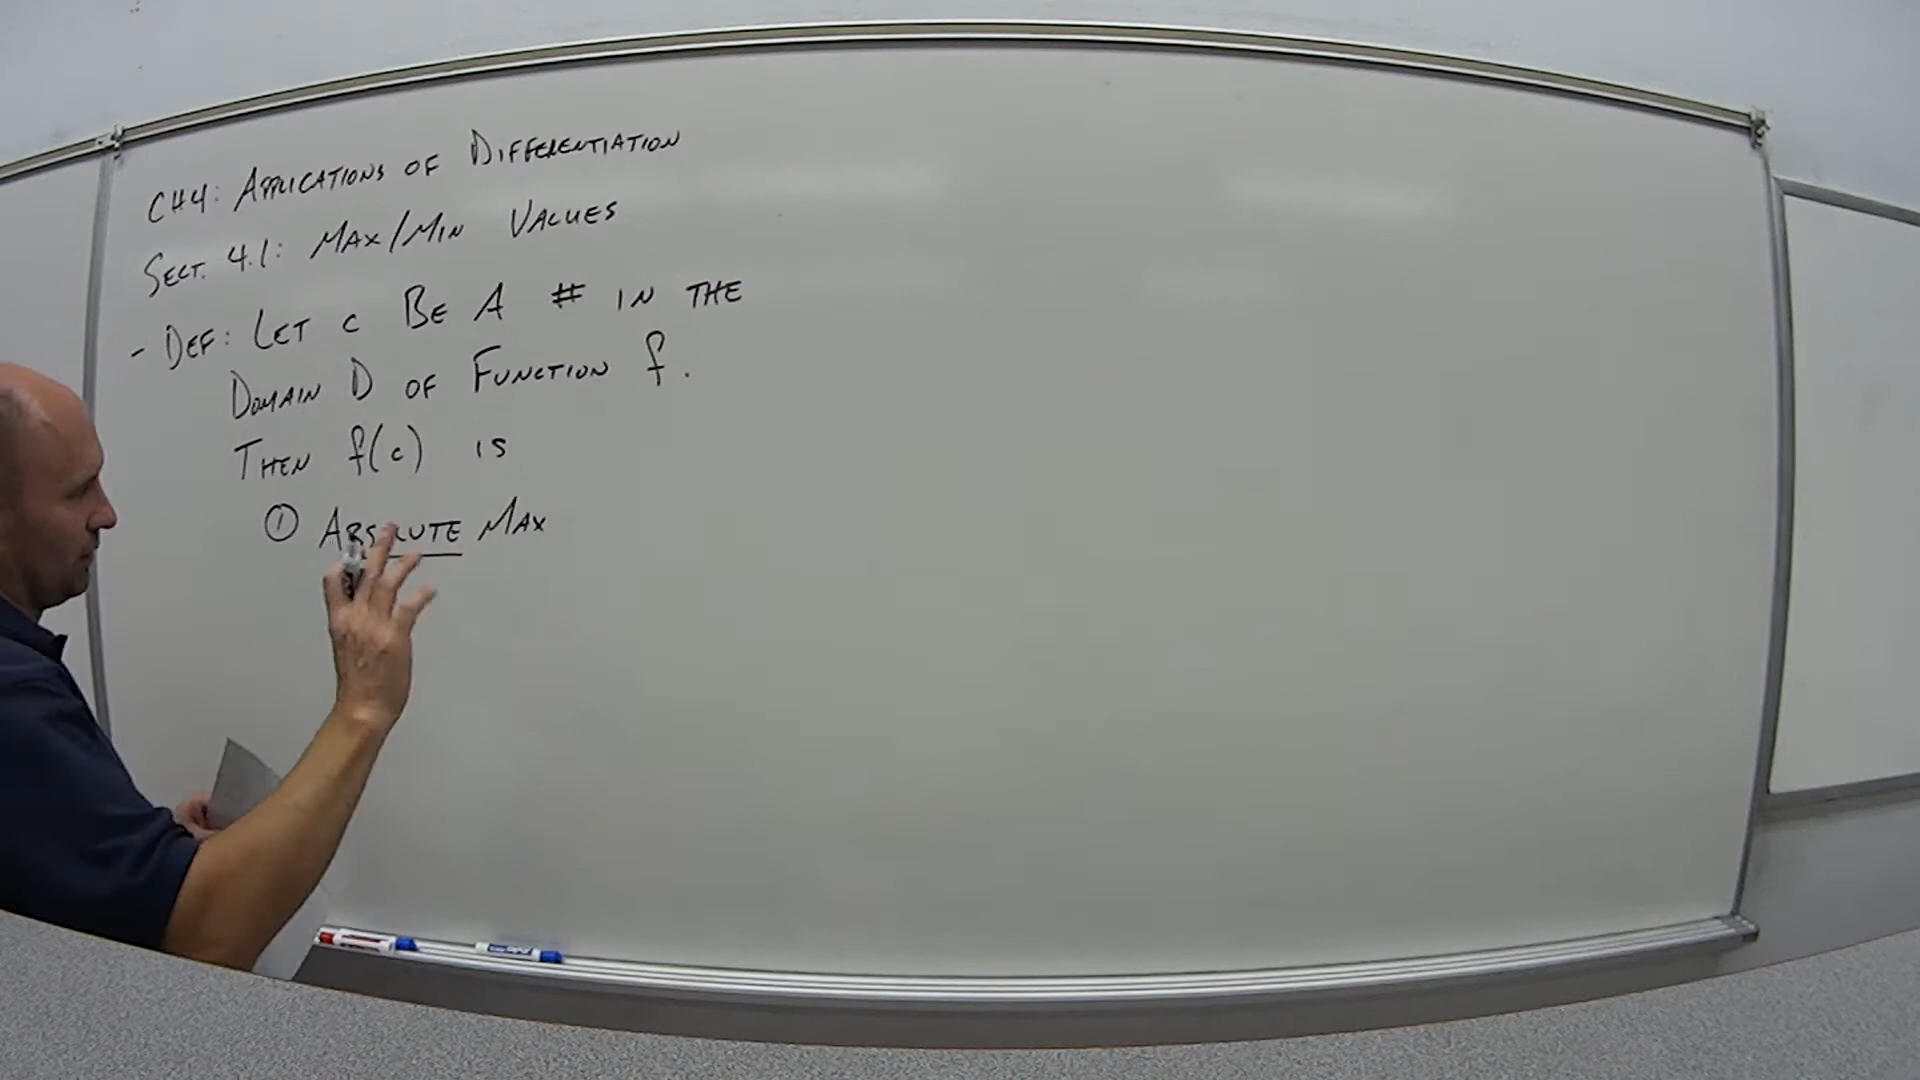 CH4: APPLICATIONS OF DIFFERENTIATION
SECT. 4.1: MAX/MIN VALUES
- DEF: LET c BE A # IN THE
DOMAIN D OF FUNCTION f.
THEN f(c) IS
① ABSOLUTE MAX